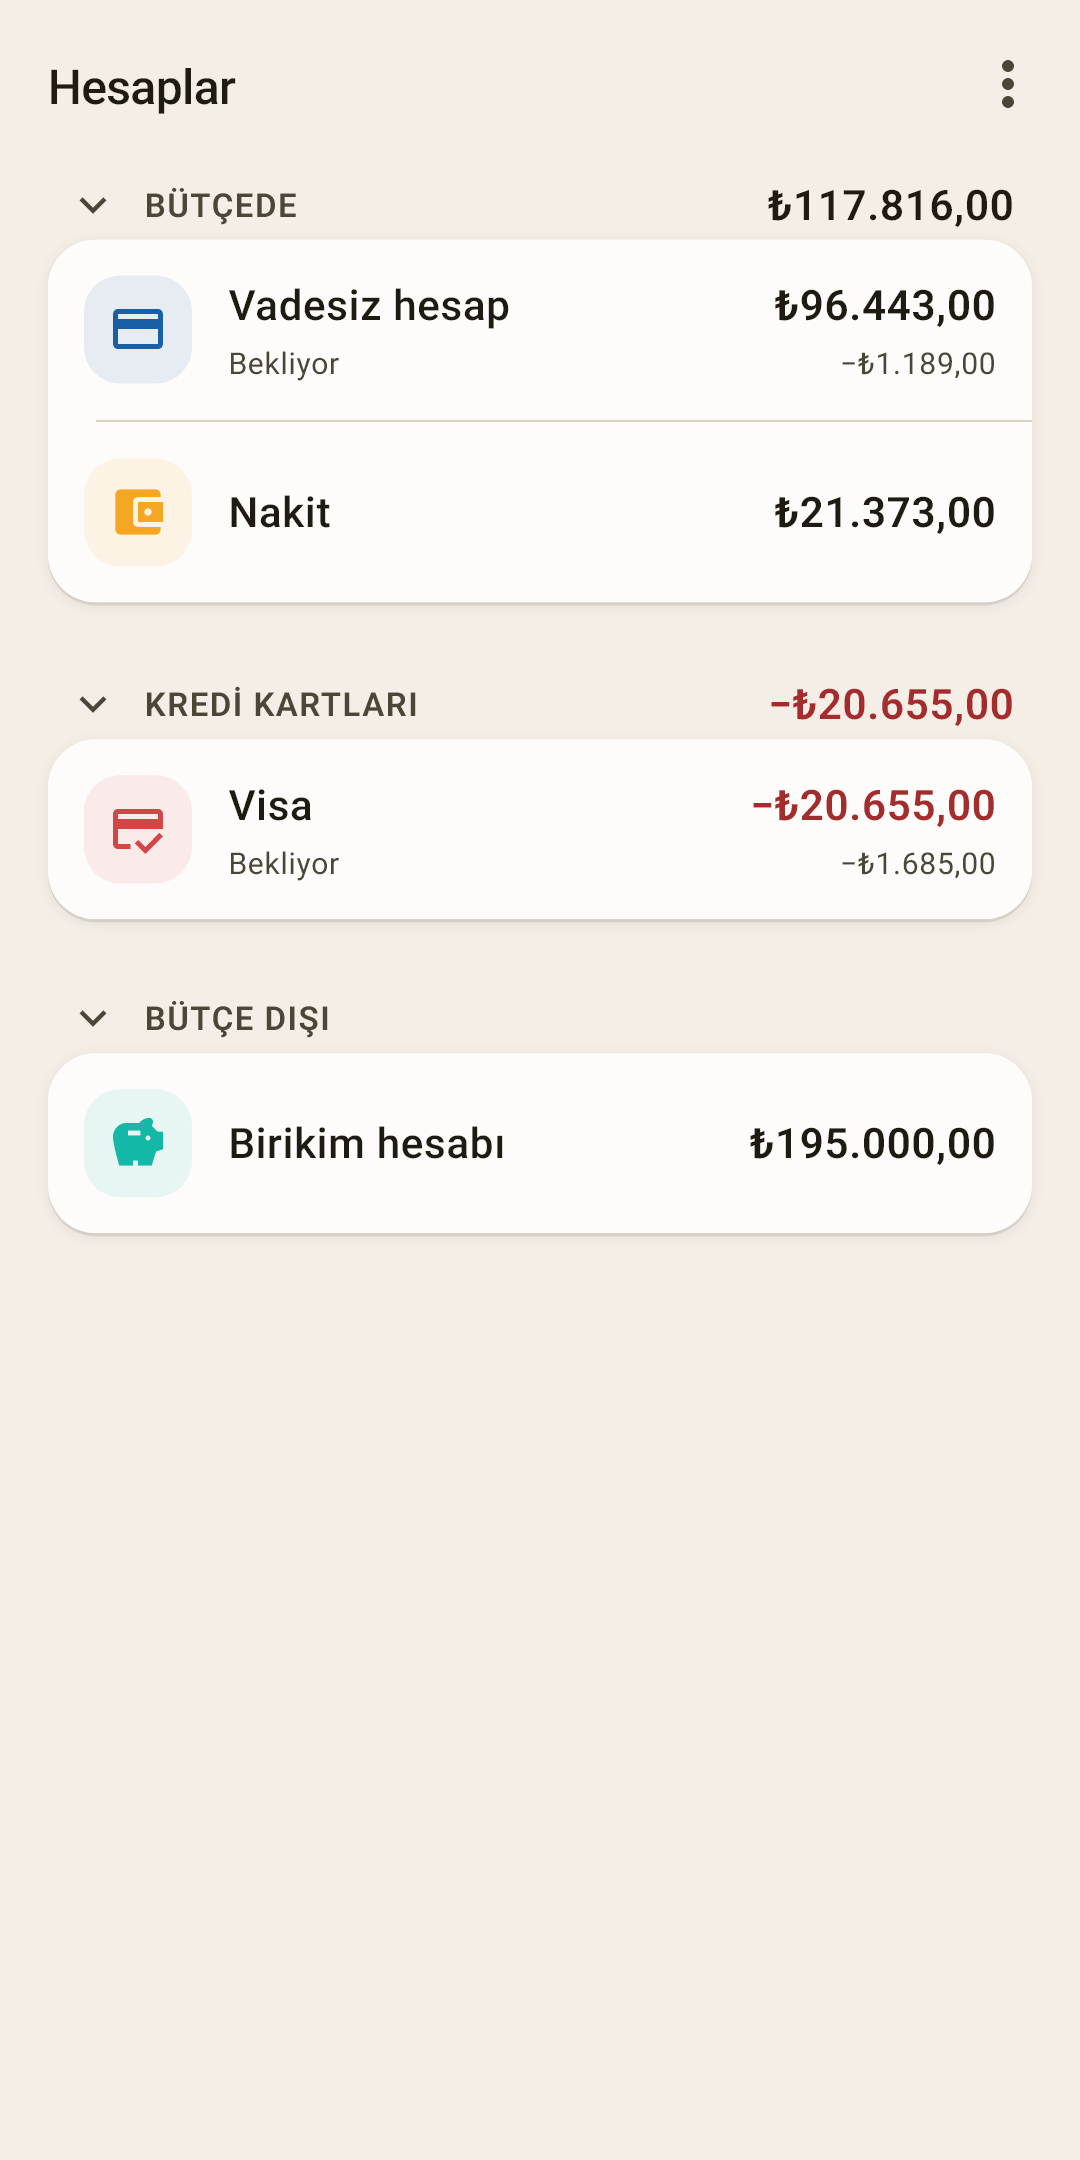 Hesaplar
BÜTÇEDE ₺117.816,00
Vadesiz hesap ₺96.443,00
Bekliyor −₺1.189,00
Nakit ₺21.373,00
KREDİ KARTLARI −₺20.655,00
Visa −₺20.655,00
Bekliyor −₺1.685,00
BÜTÇE DIŞI
Birikim hesabı ₺195.000,00